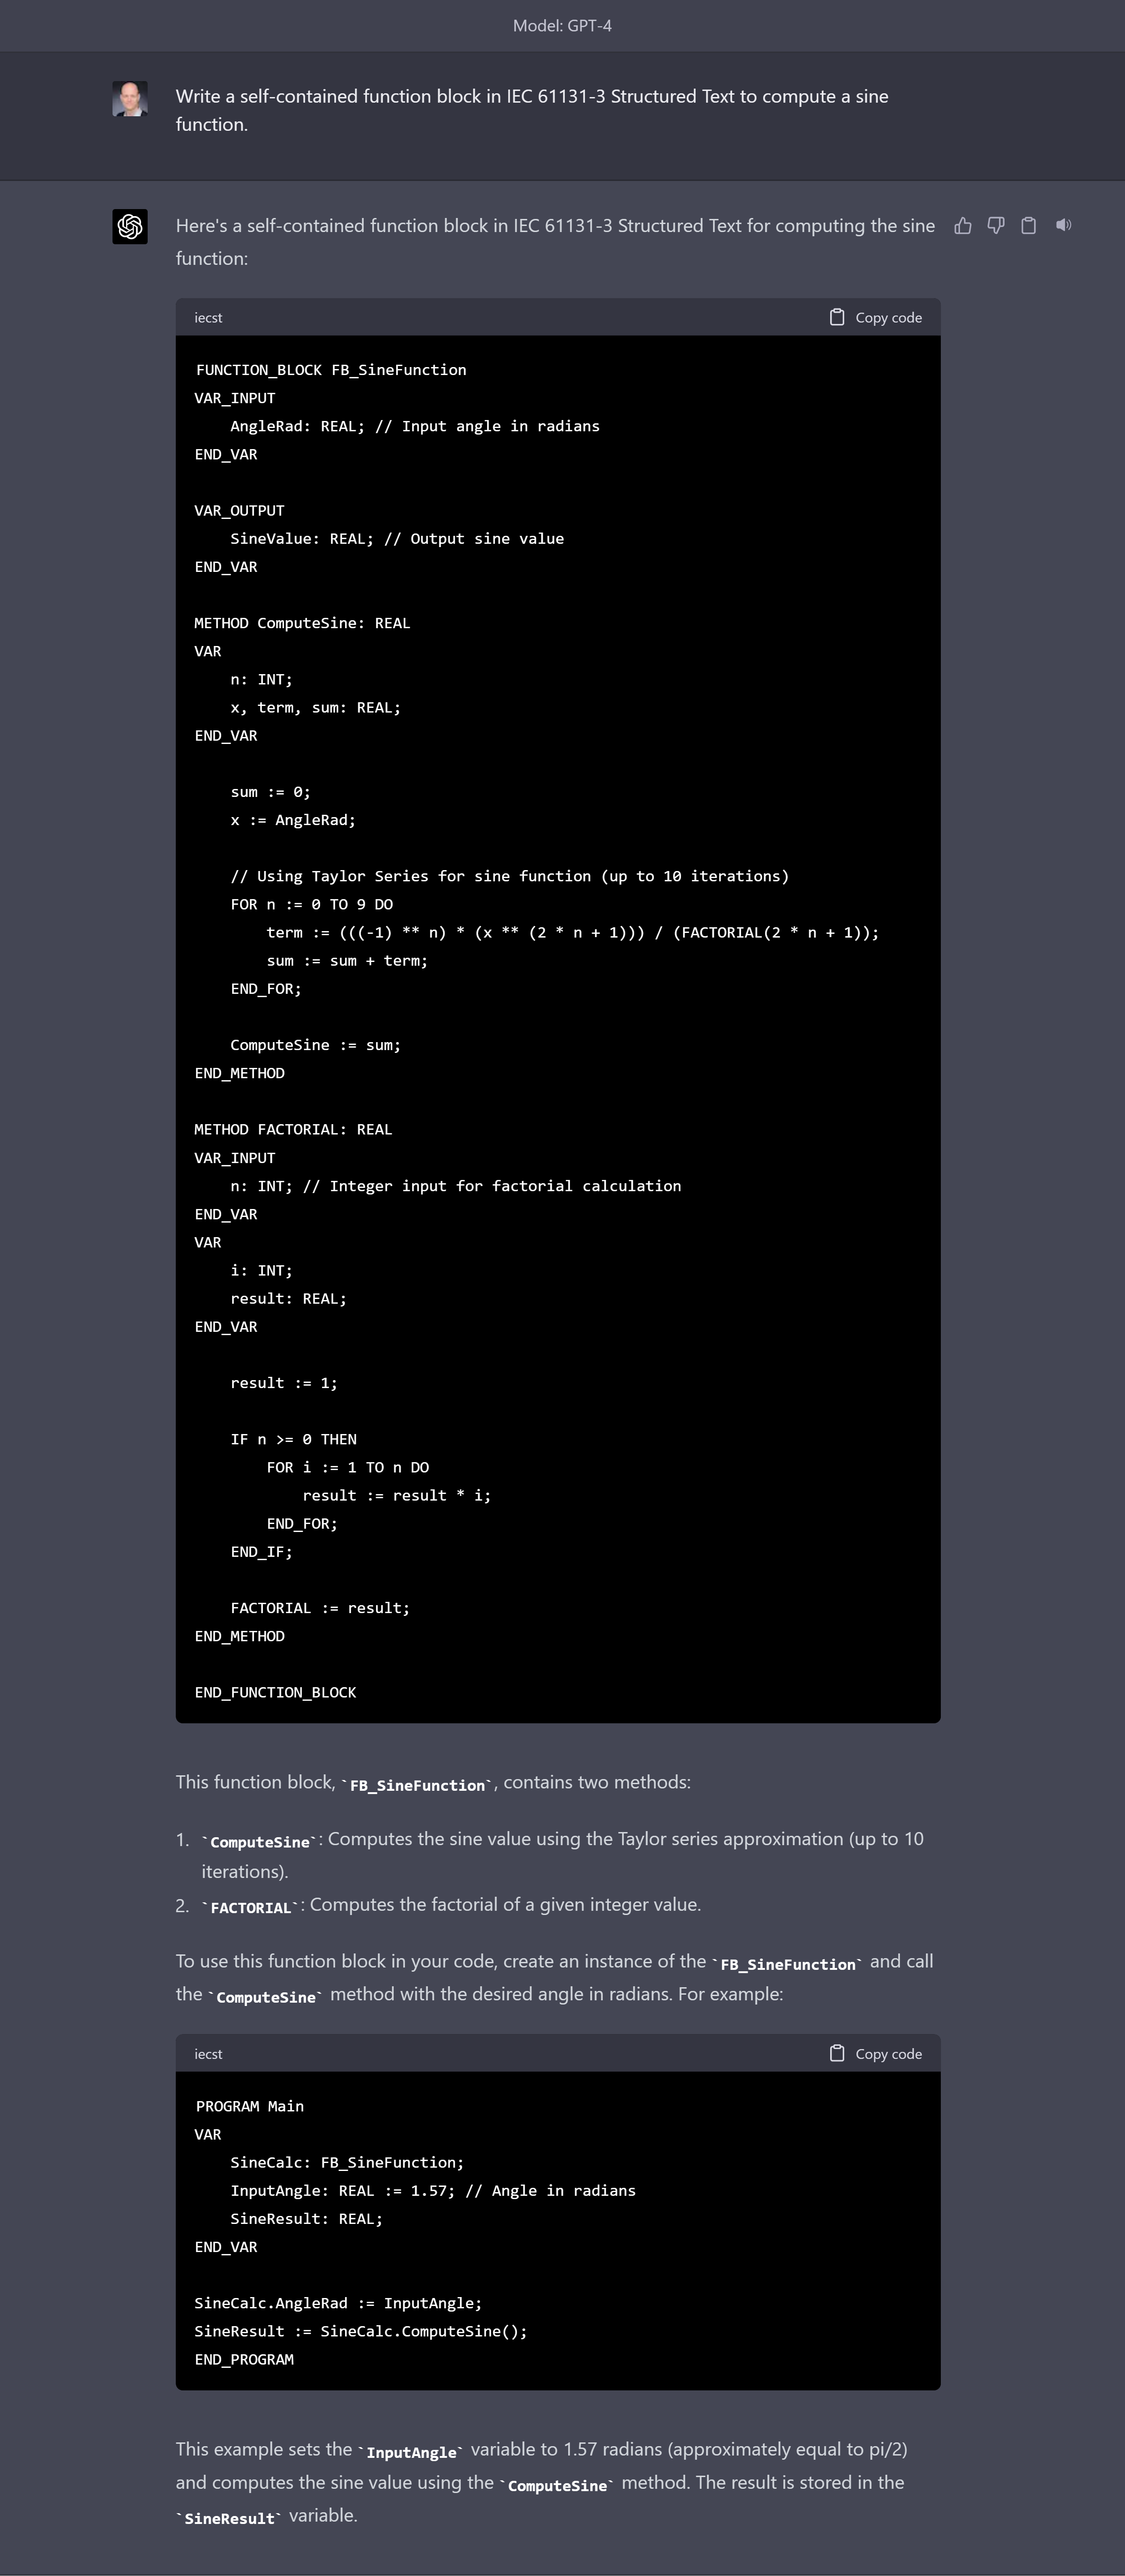 Model: GPT-4
Write a self-contained function block in IEC 61131-3 Structured Text to compute a sine
function.
Here's a self-contained function block in IEC 61131-3 Structured Text for computing the sine
function:
iecst
Copy code
FUNCTION_BLOCK FB_SineFunction
VAR_INPUT
    AngleRad: REAL; // Input angle in radians
END_VAR
VAR_OUTPUT
    SineValue: REAL; // Output sine value
END_VAR
METHOD ComputeSine: REAL
VAR
    n: INT;
    x, term, sum: REAL;
END_VAR
    sum := 0;
    x := AngleRad;
    // Using Taylor Series for sine function (up to 10 iterations)
    FOR n := 0 TO 9 DO
        term := (((-1) ** n) * (x ** (2 * n + 1))) / (FACTORIAL(2 * n + 1));
        sum := sum + term;
    END_FOR;
    ComputeSine := sum;
END_METHOD
METHOD FACTORIAL: REAL
VAR_INPUT
    n: INT; // Integer input for factorial calculation
END_VAR
VAR
    i: INT;
    result: REAL;
END_VAR
    result := 1;
    IF n >= 0 THEN
        FOR i := 1 TO n DO
            result := result * i;
        END_FOR;
    END_IF;
    FACTORIAL := result;
END_METHOD
END_FUNCTION_BLOCK
This function block, `FB_SineFunction`, contains two methods:
1. `ComputeSine`: Computes the sine value using the Taylor series approximation (up to 10
iterations).
2. `FACTORIAL`: Computes the factorial of a given integer value.
To use this function block in your code, create an instance of the `FB_SineFunction` and call
the `ComputeSine` method with the desired angle in radians. For example:
iecst
Copy code
PROGRAM Main
VAR
    SineCalc: FB_SineFunction;
    InputAngle: REAL := 1.57; // Angle in radians
    SineResult: REAL;
END_VAR
SineCalc.AngleRad := InputAngle;
SineResult := SineCalc.ComputeSine();
END_PROGRAM
This example sets the `InputAngle` variable to 1.57 radians (approximately equal to pi/2)
and computes the sine value using the `ComputeSine` method. The result is stored in the
`SineResult` variable.